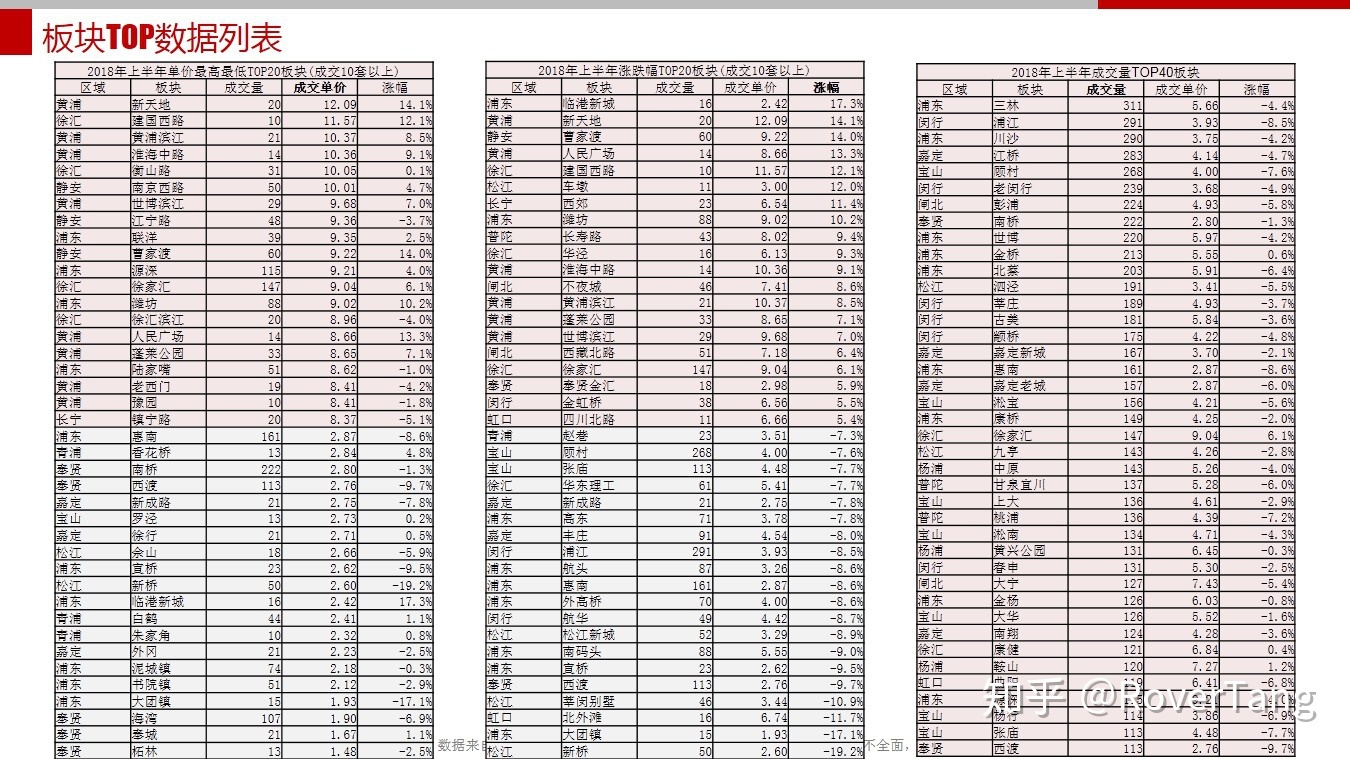 板块TOP数据列表
2018年上半年单价最高最低TOP20板块(成交10套以上)
区域 板块 成交量 成交单价 涨幅
黄浦 新天地 20 12.09 14.1%
徐汇 建国西路 10 11.57 12.1%
黄浦 黄浦滨江 21 10.37 8.5%
黄浦 淮海中路 14 10.36 9.1%
徐汇 衡山路 31 10.05 0.1%
静安 南京西路 50 10.01 4.7%
黄浦 世博滨江 29 9.68 7.0%
静安 江宁路 48 9.36 -3.7%
浦东 联洋 39 9.35 2.5%
静安 曹家渡 60 9.22 14.0%
浦东 源深 115 9.21 4.0%
徐汇 徐家汇 147 9.04 6.1%
浦东 潍坊 88 9.02 10.2%
徐汇 徐汇滨江 20 8.96 -4.0%
黄浦 人民广场 14 8.66 13.3%
黄浦 蓬莱公园 33 8.65 7.1%
浦东 陆家嘴 51 8.62 -1.0%
黄浦 老西门 19 8.41 -4.2%
黄浦 豫园 10 8.41 -1.8%
长宁 镇宁路 20 8.37 -5.1%
浦东 惠南 161 2.87 -8.6%
青浦 香花桥 13 2.84 4.8%
奉贤 南桥 222 2.80 -1.3%
奉贤 西渡 113 2.76 -9.7%
嘉定 新成路 21 2.75 -7.8%
宝山 罗泾 13 2.73 0.2%
嘉定 徐行 21 2.71 0.5%
松江 佘山 18 2.66 -5.9%
浦东 宣桥 23 2.62 -9.5%
松江 新桥 50 2.60 -19.2%
浦东 临港新城 16 2.42 17.3%
青浦 白鹤 44 2.41 1.1%
青浦 朱家角 10 2.32 0.8%
嘉定 外冈 21 2.23 -2.5%
浦东 泥城镇 74 2.18 -0.3%
浦东 书院镇 51 2.12 -2.9%
浦东 大团镇 15 1.93 -17.1%
奉贤 海湾 107 1.90 -6.9%
奉贤 奉城 21 1.67 1.1%
奉贤 柘林 13 1.48 -2.5%
2018年上半年涨跌幅TOP20板块(成交10套以上)
区域 板块 成交量 成交单价 涨幅
浦东 临港新城 16 2.42 17.3%
黄浦 新天地 20 12.09 14.1%
静安 曹家渡 60 9.22 14.0%
黄浦 人民广场 14 8.66 13.3%
徐汇 建国西路 10 11.57 12.1%
松江 车墩 11 3.00 12.0%
长宁 西郊 23 6.54 11.4%
浦东 潍坊 88 9.02 10.2%
普陀 长寿路 43 8.02 9.4%
徐汇 华泾 16 6.13 9.3%
黄浦 淮海中路 14 10.36 9.1%
闸北 不夜城 46 7.41 8.6%
黄浦 黄浦滨江 21 10.37 8.5%
黄浦 蓬莱公园 33 8.65 7.1%
黄浦 世博滨江 29 9.68 7.0%
闸北 西藏北路 51 7.18 6.4%
徐汇 徐家汇 147 9.04 6.1%
奉贤 奉贤金汇 18 2.98 5.9%
闵行 金虹桥 38 6.56 5.5%
虹口 四川北路 11 6.66 5.4%
青浦 赵巷 23 3.51 -7.3%
宝山 顾村 268 4.00 -7.6%
宝山 张庙 113 4.48 -7.7%
徐汇 华东理工 61 5.41 -7.7%
嘉定 新成路 21 2.75 -7.8%
浦东 高东 71 3.78 -7.8%
嘉定 丰庄 91 4.54 -8.0%
闵行 浦江 291 3.93 -8.5%
浦东 航头 87 3.26 -8.6%
浦东 惠南 161 2.87 -8.6%
浦东 外高桥 70 4.00 -8.6%
闵行 航华 49 4.42 -8.7%
松江 松江新城 52 3.29 -8.9%
浦东 南码头 88 5.55 -9.0%
浦东 宣桥 23 2.62 -9.5%
奉贤 西渡 113 2.76 -9.7%
松江 莘闵别墅 46 3.44 -10.9%
虹口 北外滩 16 6.74 -11.7%
浦东 大团镇 15 1.93 -17.1%
松江 新桥 50 2.60 -19.2%
2018年上半年成交量TOP40板块
区域 板块 成交量 成交单价 涨幅
浦东 三林 311 5.66 -4.4%
闵行 浦江 291 3.93 -8.5%
浦东 川沙 290 3.75 -4.2%
嘉定 江桥 283 4.14 -4.7%
宝山 顾村 268 4.00 -7.6%
闵行 老闵行 239 3.68 -4.9%
闸北 彭浦 224 4.93 -5.8%
奉贤 南桥 222 2.80 -1.3%
浦东 世博 220 5.97 -4.2%
浦东 金桥 213 5.55 0.6%
浦东 北蔡 203 5.91 -6.4%
松江 泗泾 191 3.41 -5.5%
闵行 莘庄 189 4.93 -3.7%
闵行 古美 181 5.84 -3.6%
闵行 颛桥 175 4.22 -4.8%
嘉定 嘉定新城 167 3.70 -2.1%
浦东 惠南 161 2.87 -8.6%
嘉定 嘉定老城 157 2.87 -6.0%
宝山 淞宝 156 4.21 -5.6%
浦东 康桥 149 4.25 -2.0%
徐汇 徐家汇 147 9.04 6.1%
松江 九亭 143 4.26 -2.8%
杨浦 中原 143 5.26 -4.0%
普陀 甘泉宜川 137 5.28 -6.0%
宝山 上大 136 4.61 -2.9%
普陀 桃浦 136 4.39 -7.2%
宝山 淞南 134 4.71 -4.3%
杨浦 黄兴公园 131 6.45 -0.3%
闵行 春申 131 5.30 -2.5%
闸北 大宁 127 7.43 -5.4%
浦东 金杨 126 6.03 -0.8%
宝山 大华 126 5.52 -1.6%
嘉定 南翔 124 4.28 -3.6%
徐汇 康健 121 6.84 0.4%
杨浦 鞍山 120 7.27 1.2%
虹口 曲阳 119 6.41 -6.8%
浦东 源深 115 9.21 4.0%
宝山 杨行 114 3.86 -6.9%
宝山 张庙 113 4.48 -7.7%
奉贤 西渡 113 2.76 -9.7%
数据来自
不全面，
知乎 @RoverTang